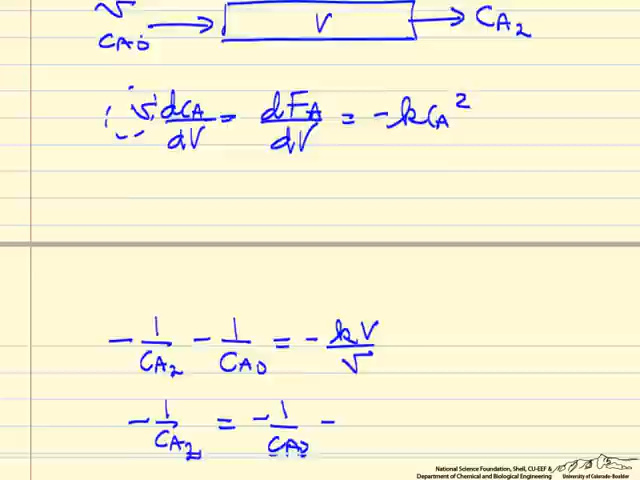 v
CA0 → V → CA2
v dCA/dV = dFA/dV = -kCA²
-1/CA2 - 1/CA0 = -kV/v
-1/CA2 = -1/CA0 -
National Science Foundation, Shell, CU-EEF &
Department of Chemical and Biological Engineering
University of Colorado-Boulder